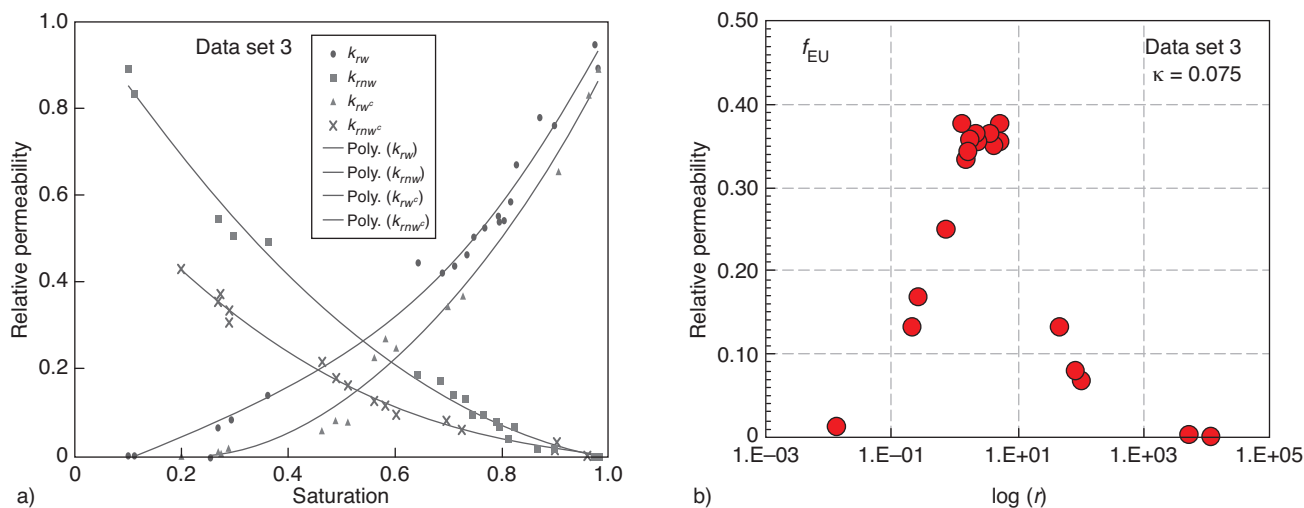 Data set 3
k_rw
k_rnw
k_rw^c
k_rnw^c
Poly. (k_rw)
Poly. (k_rnw)
Poly. (k_rw^c)
Poly. (k_rnw^c)
Relative permeability
1.0
0.8
0.6
0.4
0.2
0
0 0.2 0.4 0.6 0.8 1.0
Saturation
a)
f_EU
Data set 3
κ = 0.075
Relative permeability
0.50
0.40
0.30
0.20
0.10
0
1.E−03 1.E−01 1.E+01 1.E+03 1.E+05
log (r)
b)